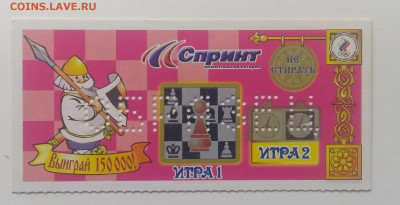 COINS.LAVE.RU
Спринт
НЕ
СТИРАТЬ
Выиграй 150 000!
ИГРА 1
ИГРА 2